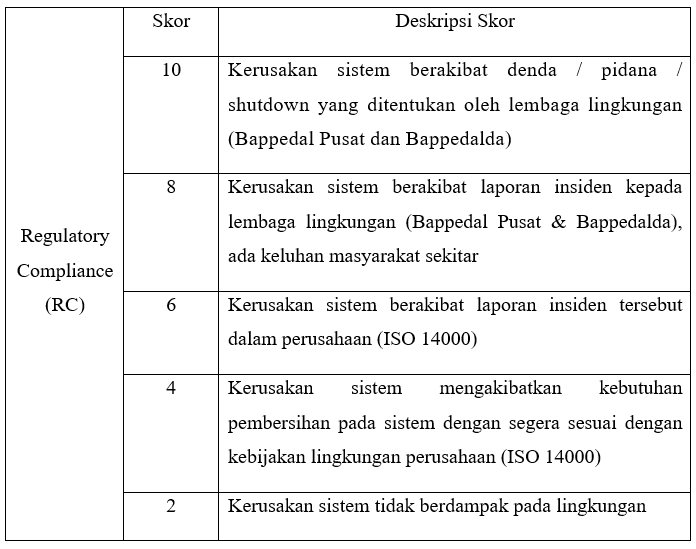 Regulatory
Compliance
(RC)
Skor
Deskripsi Skor
10
Kerusakan sistem berakibat denda / pidana /
shutdown yang ditentukan oleh lembaga lingkungan
(Bappedal Pusat dan Bappedalda)
8
Kerusakan sistem berakibat laporan insiden kepada
lembaga lingkungan (Bappedal Pusat & Bappedalda),
ada keluhan masyarakat sekitar
6
Kerusakan sistem berakibat laporan insiden tersebut
dalam perusahaan (ISO 14000)
4
Kerusakan sistem mengakibatkan kebutuhan
pembersihan pada sistem dengan segera sesuai dengan
kebijakan lingkungan perusahaan (ISO 14000)
2
Kerusakan sistem tidak berdampak pada lingkungan